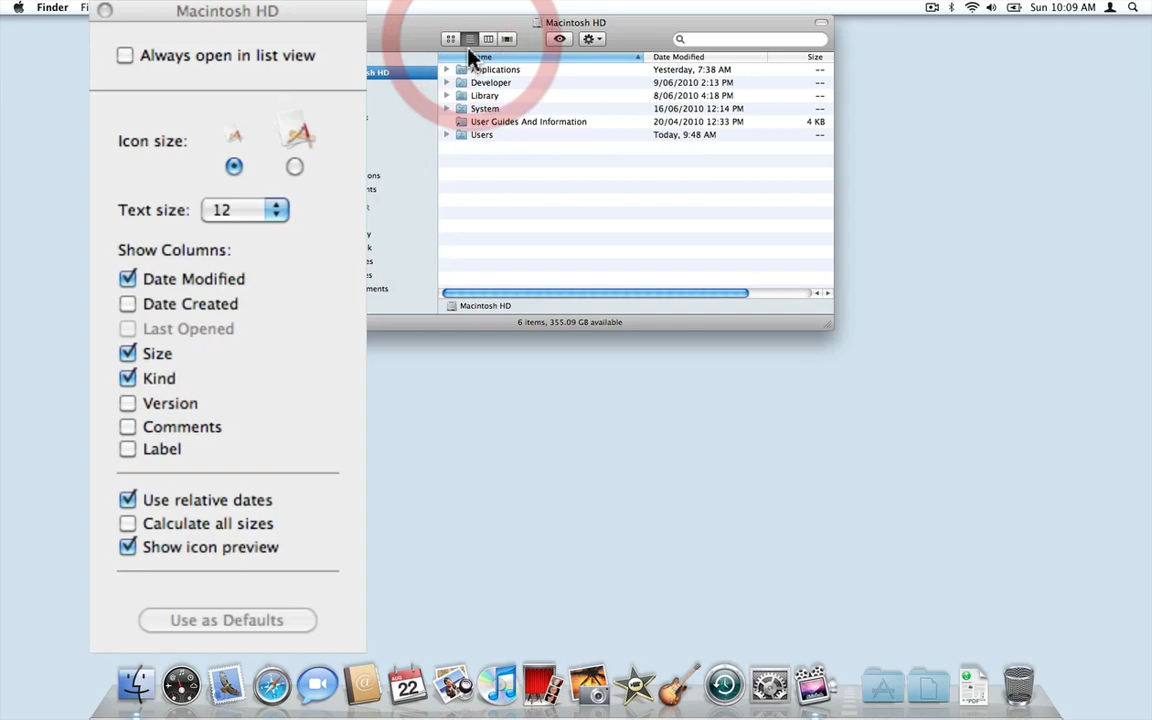 Finder
Macintosh HD
Macintosh HD
Sun 10:09 AM
Always open in list view
Icon size:
Text size: 12
Show Columns:
Date Modified
Date Created
Last Opened
Size
Kind
Version
Comments
Label
Use relative dates
Calculate all sizes
Show icon preview
Use as Defaults
Date Modified Size
Applications Yesterday, 7:38 AM --
Developer 9/06/2010 2:13 PM --
Library 8/06/2010 4:18 PM --
System 16/06/2010 12:14 PM --
User Guides And Information 20/04/2010 12:33 PM 4 KB
Users Today, 9:48 AM --
Macintosh HD
6 items, 355.09 GB available
AUG
22
PDF